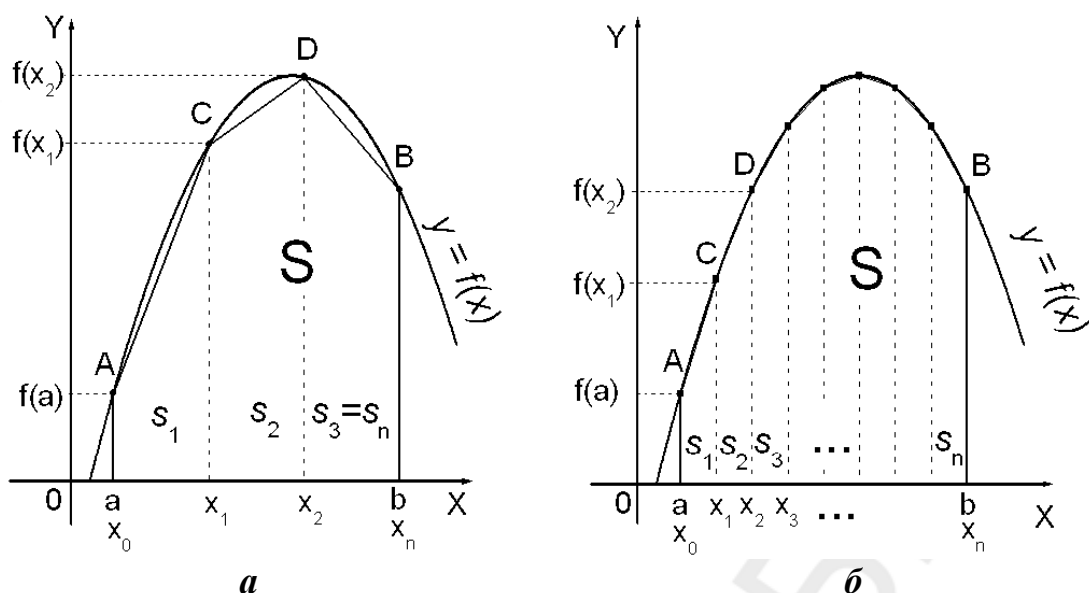 Y
D
f(x₂)
C
f(x₁)
B
S
y = f(x)
A
f(a)
s₁ s₂ s₃=sₙ
0 a x₁ x₂ b X
x₀ xₙ
а
Y
D B
f(x₂)
C
f(x₁)
S
y = f(x)
A
f(a)
s₁ s₂ s₃ ... sₙ
0 a x₁ x₂ x₃ ... b X
x₀ xₙ
б